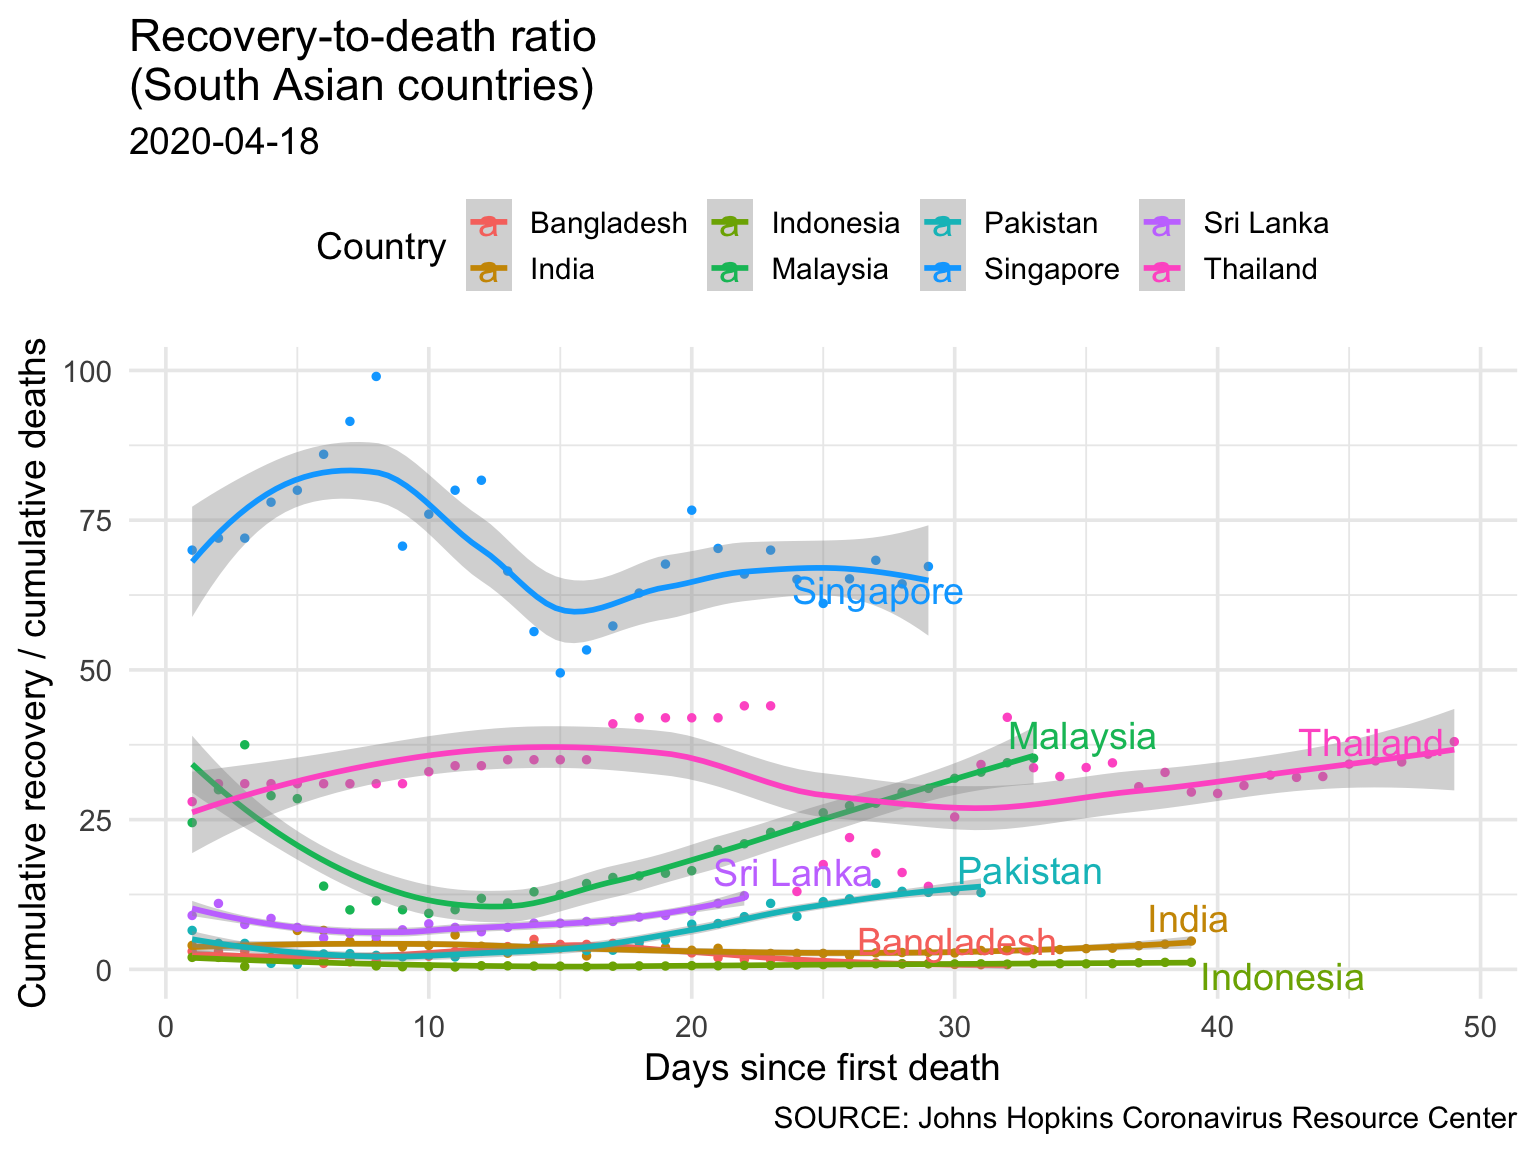 Recovery-to-death ratio
(South Asian countries)
2020-04-18
Country
a Bangladesh a Indonesia a Pakistan a Sri Lanka
a India a Malaysia a Singapore a Thailand
Cumulative recovery / cumulative deaths
100
75
50
25
0
Singapore
Malaysia
Thailand
Sri Lanka
Pakistan
India
Bangladesh
Indonesia
0 10 20 30 40 50
Days since first death
SOURCE: Johns Hopkins Coronavirus Resource Center